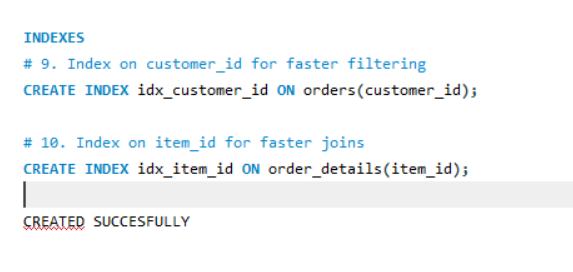 INDEXES
# 9. Index on customer_id for faster filtering
CREATE INDEX idx_customer_id ON orders(customer_id);
# 10. Index on item_id for faster joins
CREATE INDEX idx_item_id ON order_details(item_id);
CREATED SUCCESFULLY